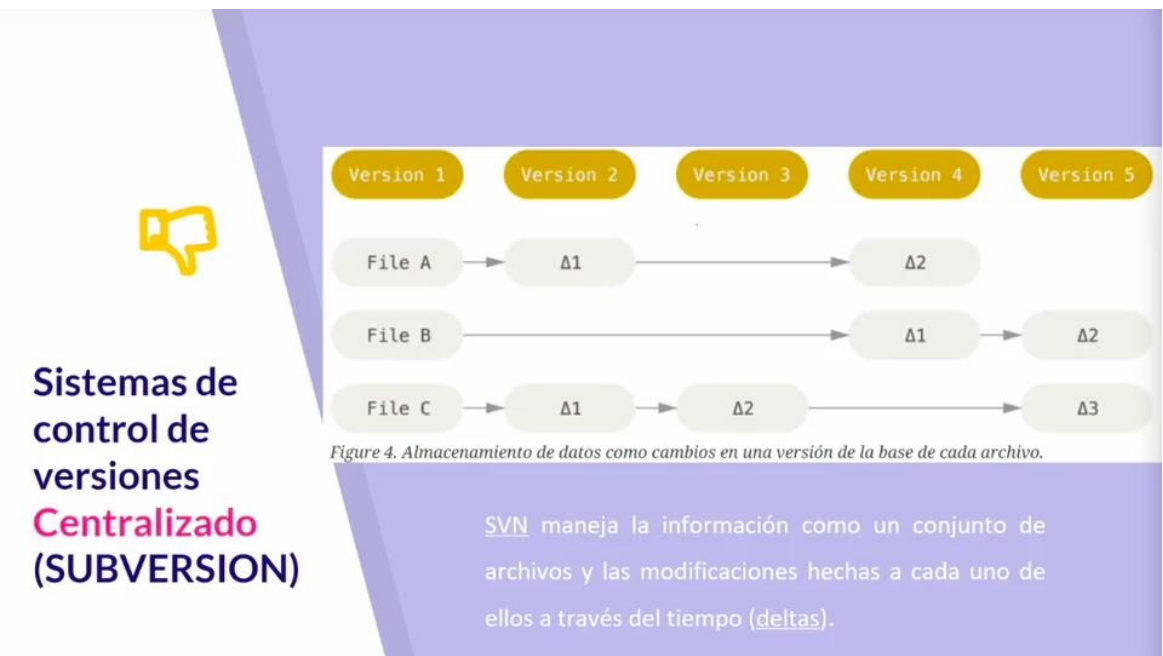 Sistemas de
control de
versiones
Centralizado
(SUBVERSION)
Version 1 Version 2 Version 3 Version 4 Version 5
File A Δ1 Δ2
File B Δ1 Δ2
File C Δ1 Δ2 Δ3
Figure 4. Almacenamiento de datos como cambios en una versión de la base de cada archivo.
SVN maneja la información como un conjunto de
archivos y las modificaciones hechas a cada uno de
ellos a través del tiempo (deltas).